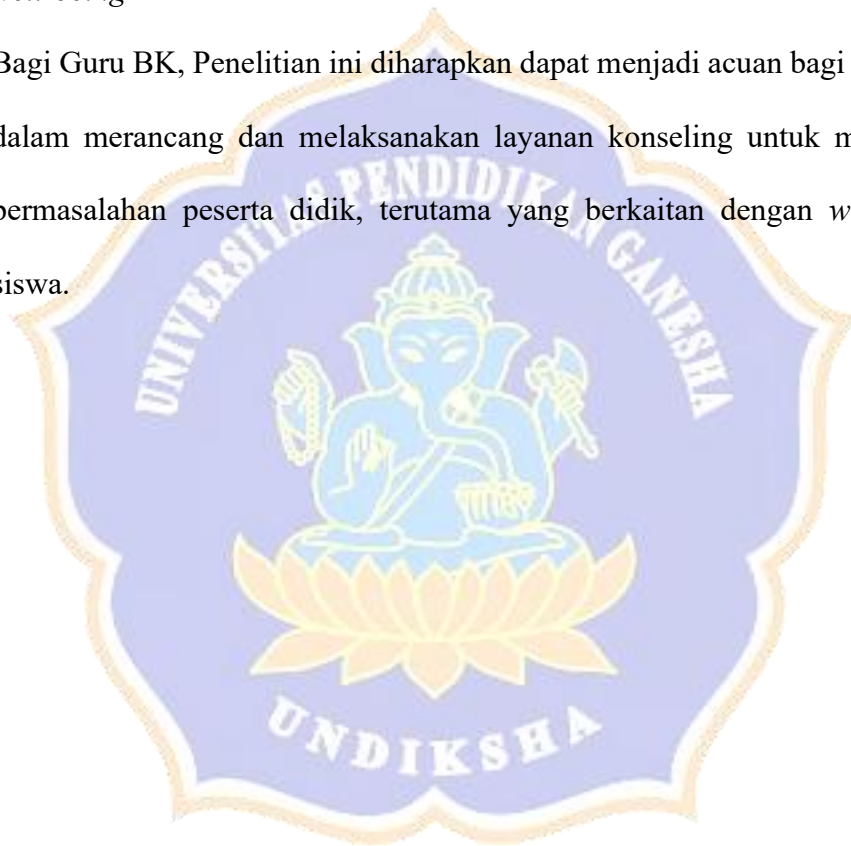 Bagi Guru BK, Penelitian ini diharapkan dapat menjadi acuan bagi
dalam merancang dan melaksanakan layanan konseling untuk m
permasalahan peserta didik, terutama yang berkaitan dengan w
siswa.
UNIVERSITAS PENDIDIKAN GANESHA
UNDIKSHA